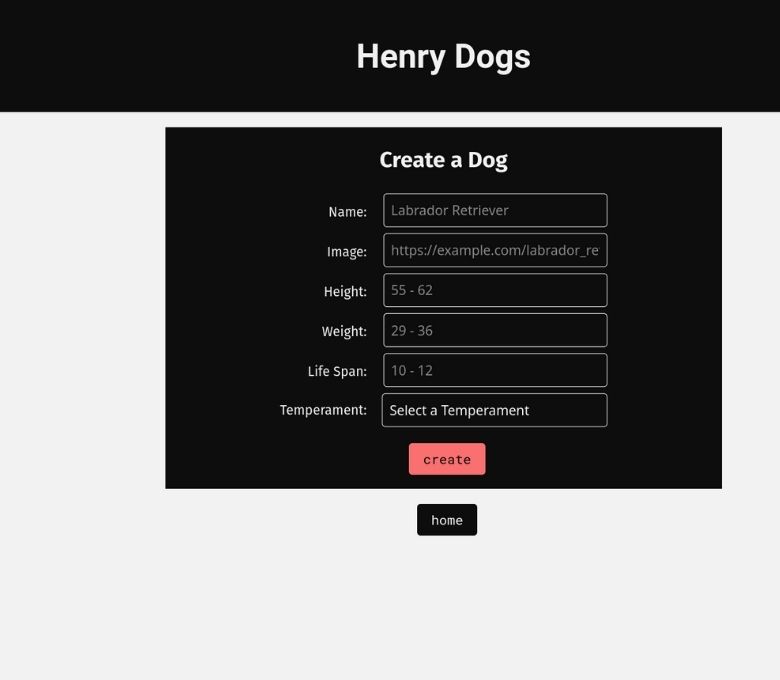 Henry Dogs
Create a Dog
Name: Labrador Retriever
Image: https://example.com/labrador_re
Height: 55 - 62
Weight: 29 - 36
Life Span: 10 - 12
Temperament: Select a Temperament
create
home